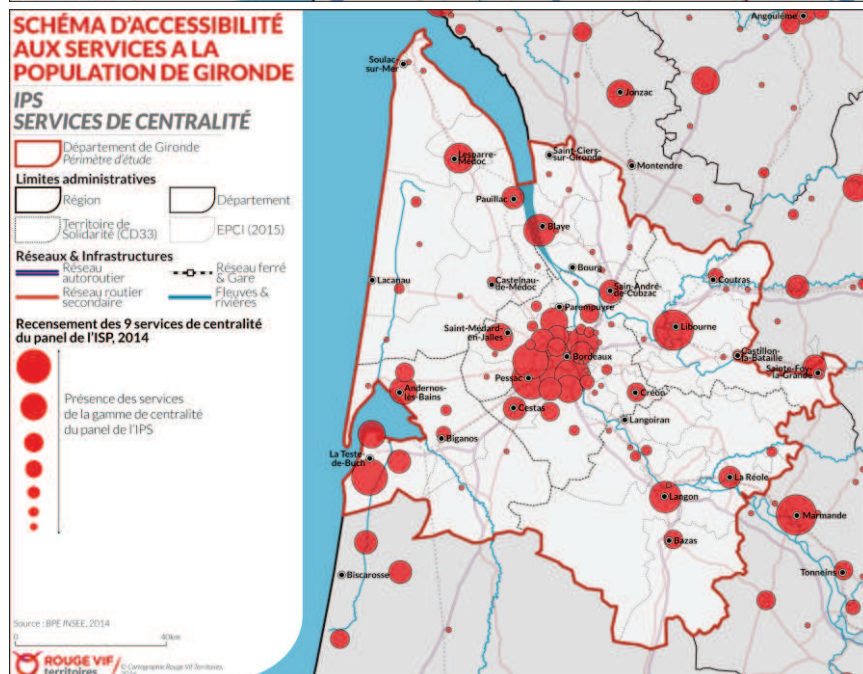 SCHÉMA D'ACCESSIBILITÉ
AUX SERVICES A LA
POPULATION DE GIRONDE
IPS
SERVICES DE CENTRALITÉ
Département de Gironde
Périmètre d'étude
Limites administratives
Région
Département
Territoire de
Solidarité (CD33)
EPCI (2015)
Réseaux & Infrastructures
Réseau
autoroutier
Réseau ferré
& Gare
Réseau routier
secondaire
Fleuves &
rivières
Recensement des 9 services de centralité
du panel de l'ISP, 2014
Présence des services
de la gamme de centralité
du panel de l'IPS
Source : BPE INSEE, 2014
0
40km
ROUGE VIF
territoires
© Cartographie Rouge Vif Territoires,
Angoulême
Soulac-
sur-Mer
Jonzac
Lesparre-
Médoc
Saint-Ciers-
sur-Gironde
Montendre
Pauillac
Blaye
Bourg
Lacanau
Castelnau-
de-Médoc
Sain-André-
de-Cubzac
Coutras
Parempuyre
Saint-Médard-
en-Jalles
Libourne
Bordeaux
Castillon-
la-Bataille
Sainte-Foy-
la-Grande
Pessac
Andernos-
lès-Bains
Créon
Cestas
Langoiran
Biganos
La Teste
de-Buch
La Réole
Langon
Marmande
Bazas
Biscarosse
Tonneins